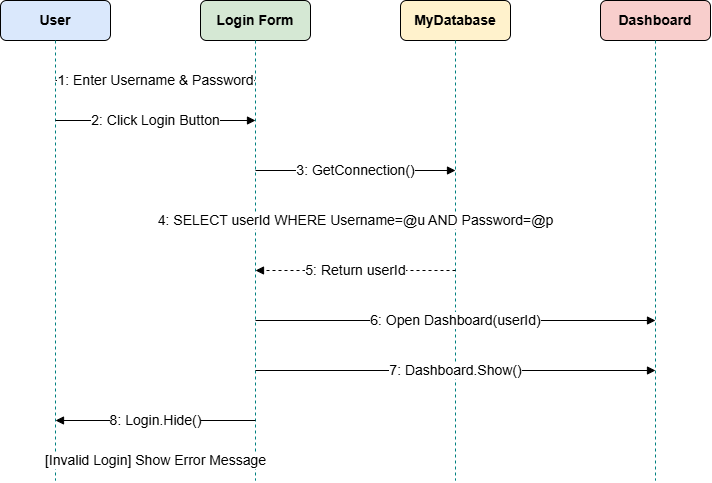 User
Login Form
MyDatabase
Dashboard
1: Enter Username & Password
2: Click Login Button
3: GetConnection()
4: SELECT userId WHERE Username=@u AND Password=@p
5: Return userId
6: Open Dashboard(userId)
7: Dashboard.Show()
8: Login.Hide()
[Invalid Login] Show Error Message